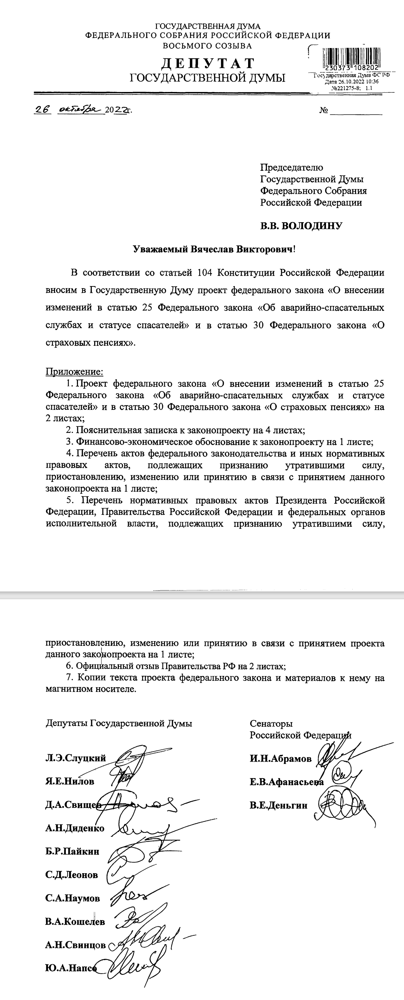 ГОСУДАРСТВЕННАЯ ДУМА
ФЕДЕРАЛЬНОГО СОБРАНИЯ РОССИЙСКОЙ ФЕДЕРАЦИИ
ВОСЬМОГО СОЗЫВА
ДЕПУТАТ
ГОСУДАРСТВЕННОЙ ДУМЫ
230373 108202
Государственная Дума ФС РФ
Дата 26.10.2022 10:36
№221275-8; 1.1
26 октября 2022г.
№
Председателю
Государственной Думы
Федерального Собрания
Российской Федерации
В.В. ВОЛОДИНУ
Уважаемый Вячеслав Викторович!
В соответствии со статьей 104 Конституции Российской Федерации
вносим в Государственную Думу проект федерального закона «О внесении
изменений в статью 25 Федерального закона «Об аварийно-спасательных
службах и статусе спасателей» и в статью 30 Федерального закона «О
страховых пенсиях».
Приложение:
1. Проект федерального закона «О внесении изменений в статью 25
Федерального закона «Об аварийно-спасательных службах и статусе
спасателей» и в статью 30 Федерального закона «О страховых пенсиях» на
2 листах;
2. Пояснительная записка к законопроекту на 4 листах;
3. Финансово-экономическое обоснование к законопроекту на 1 листе;
4. Перечень актов федерального законодательства и иных нормативных
правовых актов, подлежащих признанию утратившими силу,
приостановлению, изменению или принятию в связи с принятием данного
законопроекта на 1 листе;
5. Перечень нормативных правовых актов Президента Российской
Федерации, Правительства Российской Федерации и федеральных органов
исполнительной власти, подлежащих признанию утратившими силу,
приостановлению, изменению или принятию в связи с принятием проекта
данного законопроекта на 1 листе;
6. Официальный отзыв Правительства РФ на 2 листах;
7. Копии текста проекта федерального закона и материалов к нему на
магнитном носителе.
Депутаты Государственной Думы
Л.Э.Слуцкий
Я.Е.Нилов
Д.А.Свищев
А.Н.Диденко
Б.Р.Пайкин
С.Д.Леонов
С.А.Наумов
В.А.Кошелев
А.Н.Свинцов
Ю.А.Напсо
Сенаторы
Российской Федерации
И.Н.Абрамов
Е.В.Афанасьева
В.Е.Деньгин